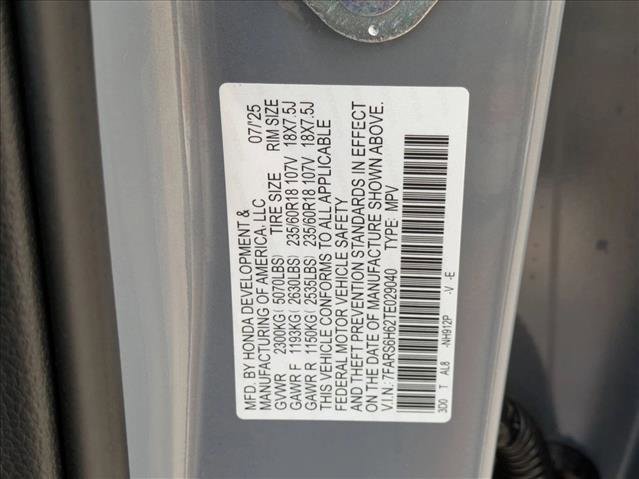 MFD. BY HONDA DEVELOPMENT & 07/'25
MANUFACTURING OF AMERICA, LLC
GVWR 2300KG ( 5070LBS) TIRE SIZE RIM SIZE
GAWR F 1193KG ( 2630LBS) 235/60R18 107V 18X7.5J
GAWR R 1150KG ( 2535LBS) 235/60R18 107V 18X7.5J
THIS VEHICLE CONFORMS TO ALL APPLICABLE
FEDERAL MOTOR VEHICLE SAFETY
AND THEFT PREVENTION STANDARDS IN EFFECT
ON THE DATE OF MANUFACTURE SHOWN ABOVE.
V.I.N.: 7FARS6H62TE029040 TYPE: MPV
3D0 T AL8 -NH912P -V -E